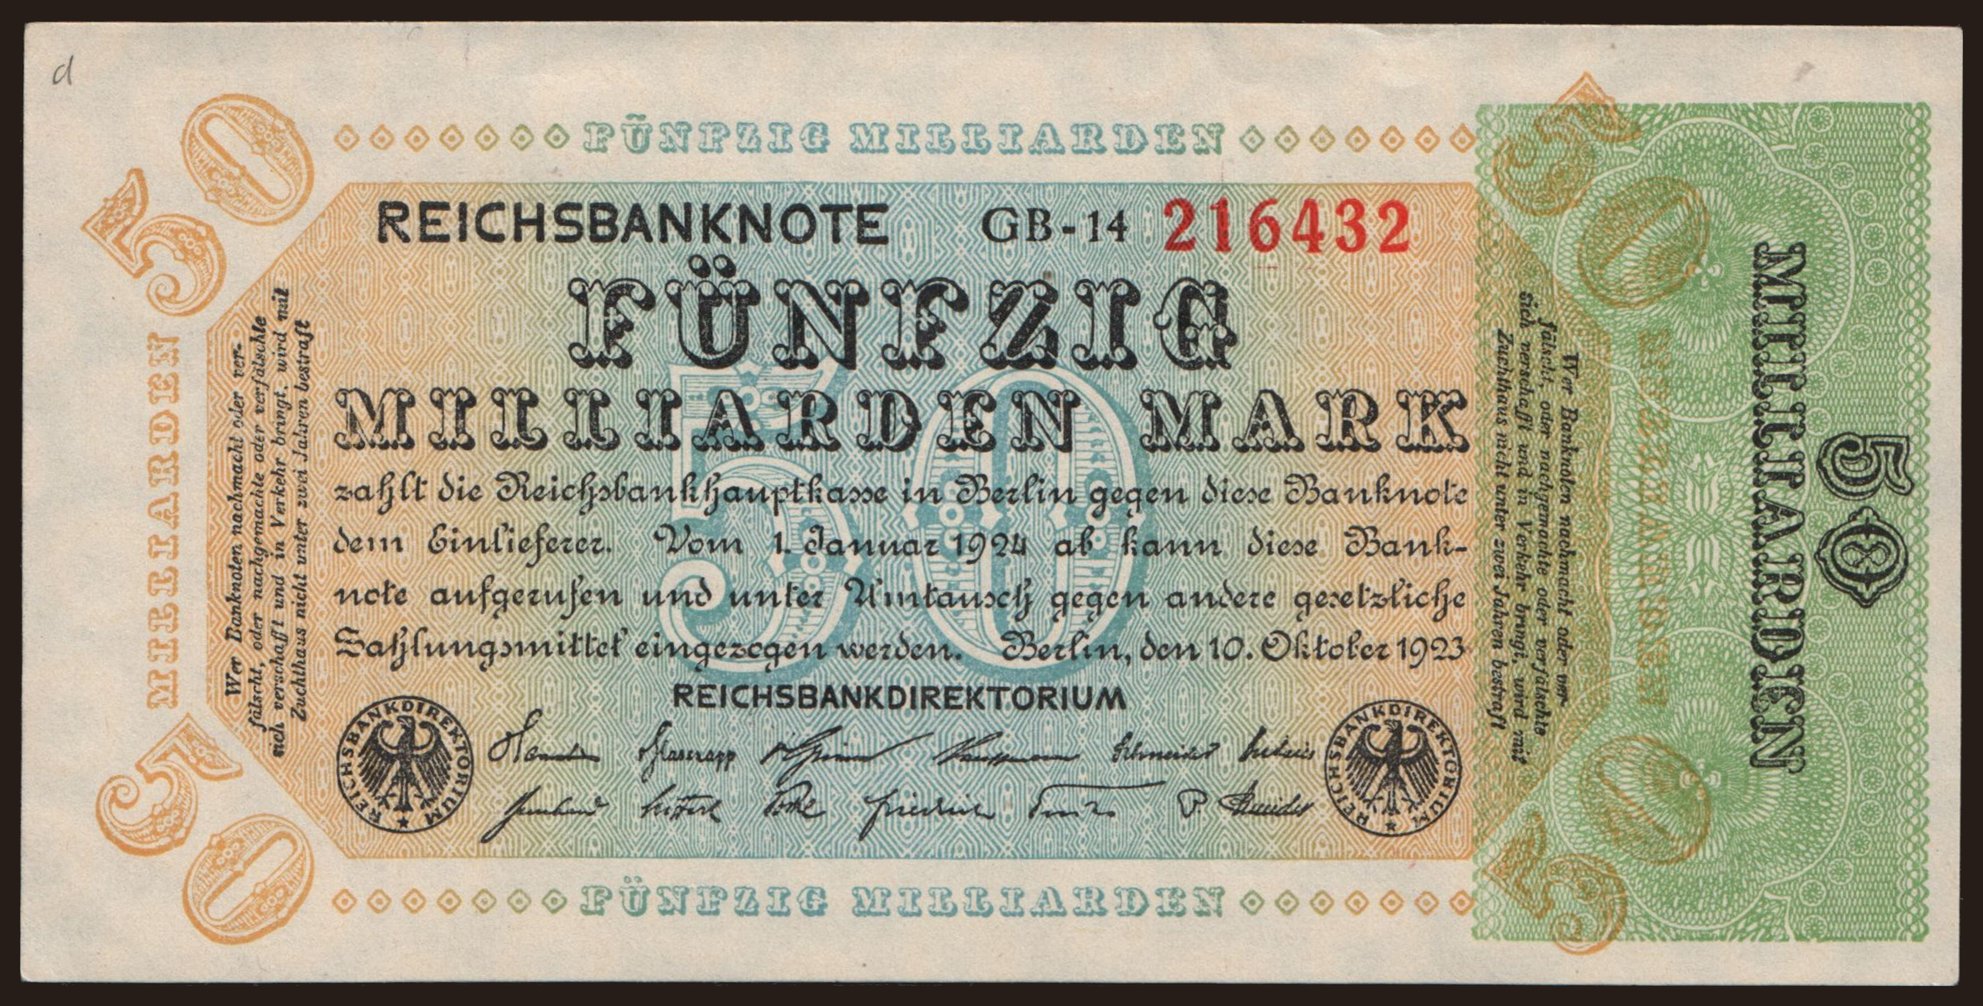 d
FÜNFZIG MILLIARDEN
50
50
REICHSBANKNOTE GB-14 216432
FÜNFZIG
MILLIARDEN MARK
50
zahlt die Reichsbankhauptkasse in Berlin gegen diese Banknote
dem Einlieferer. Vom 1. Januar 1924 ab kann diese Bank-
note aufgerufen und unter Umtausch gegen andere gesetzliche
Zahlungsmittel eingezogen werden. Berlin, den 10. Oktober 1923
REICHSBANKDIREKTORIUM
REICHSBANKDIREKTORIUM
REICHSBANKDIREKTORIUM
MILLIARDEN
Wer Banknoten nachmacht oder ver-
fälscht, oder nachgemachte oder verfälschte
sich verschafft und in Verkehr bringt, wird mit
Zuchthaus nicht unter zwei Jahren bestraft
Wer Banknoten nachmacht oder ver-
fälscht, oder nachgemachte oder verfälschte
sich verschafft und in Verkehr bringt, wird mit
Zuchthaus nicht unter zwei Jahren bestraft
MILLIARDEN
50
MILLIARDEN
50
50
FÜNFZIG MILLIARDEN